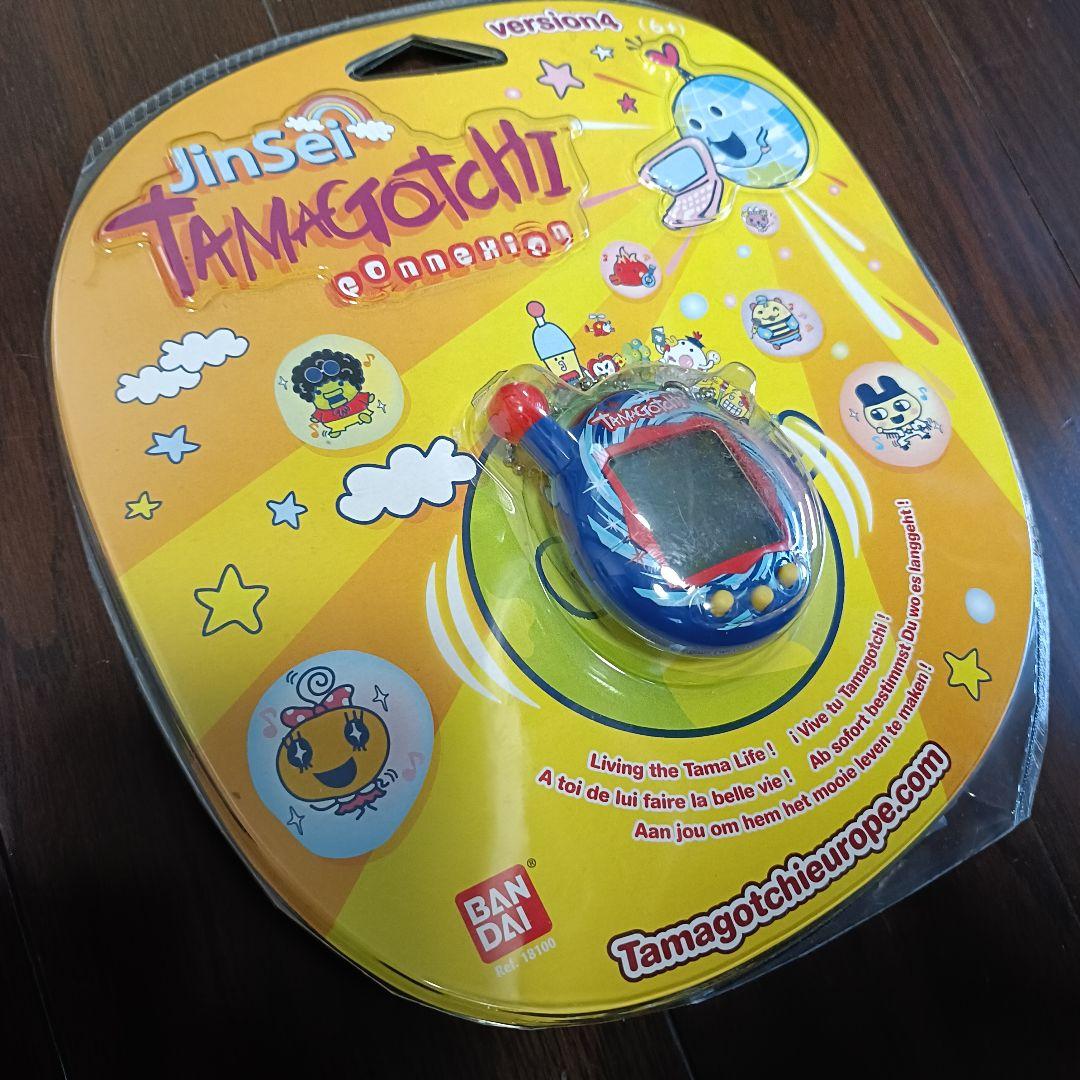 version4 (6+)
JinSei
TAMAGOTCHI
connexion
TAMAGOTCHI
Living the Tama Life ! ¡ Vive tu Tamagotchi !
A toi de lui faire la belle vie ! Ab sofort bestimmst Du wo es langgeht !
Aan jou om hem het mooie leven te maken !
BAN
DAI®
Ref. 18100
Tamagotchieurope.com